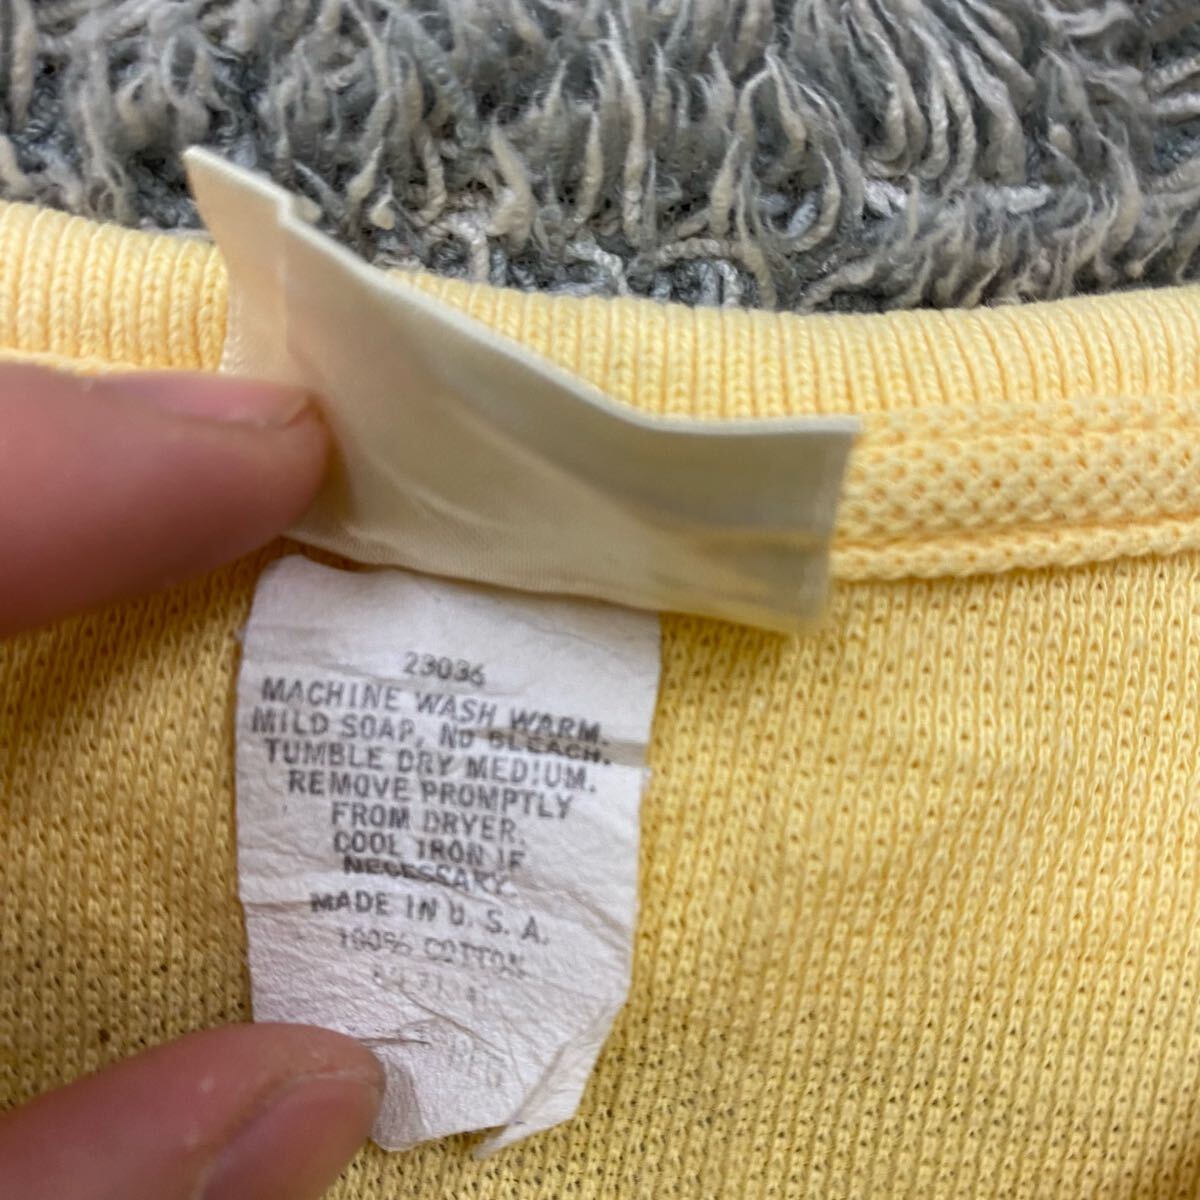 23036
MACHINE WASH WARM.
MILD SOAP, NO BLEACH.
TUMBLE DRY MEDIUM.
REMOVE PROMPTLY
FROM DRYER.
COOL IRON IF
NECESSARY.
MADE IN U.S.A.
100% COTTON